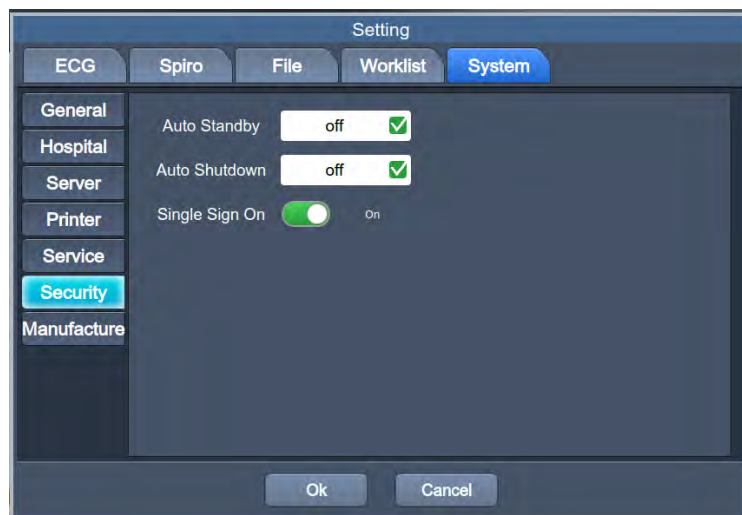 Setting
ECG Spiro File Worklist System
General
Hospital
Server
Printer
Service
Security
Manufacture
Auto Standby off
Auto Shutdown off
Single Sign On On
Ok Cancel